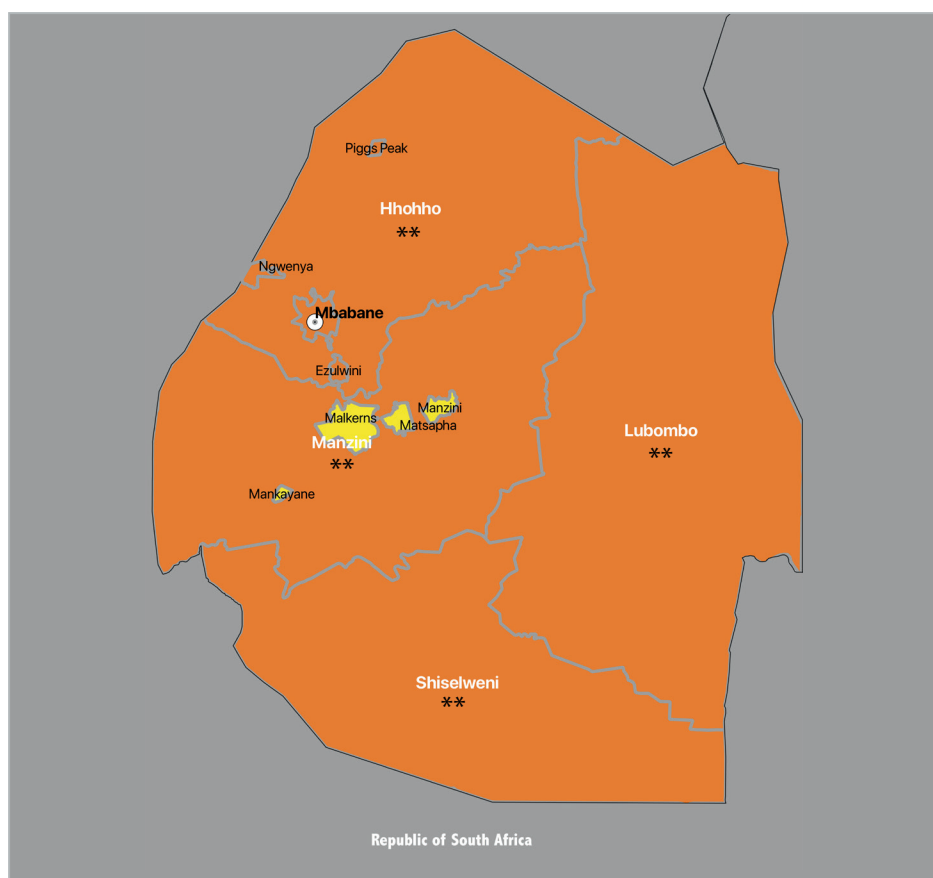 Piggs Peak
Hhohho
**
Ngwenya
Mbabane
Ezulwini
Manzini
Malkerns
Matsapha
Lubombo
**
Manzini
**
Mankayane
Shiselweni
**
Republic of South Africa